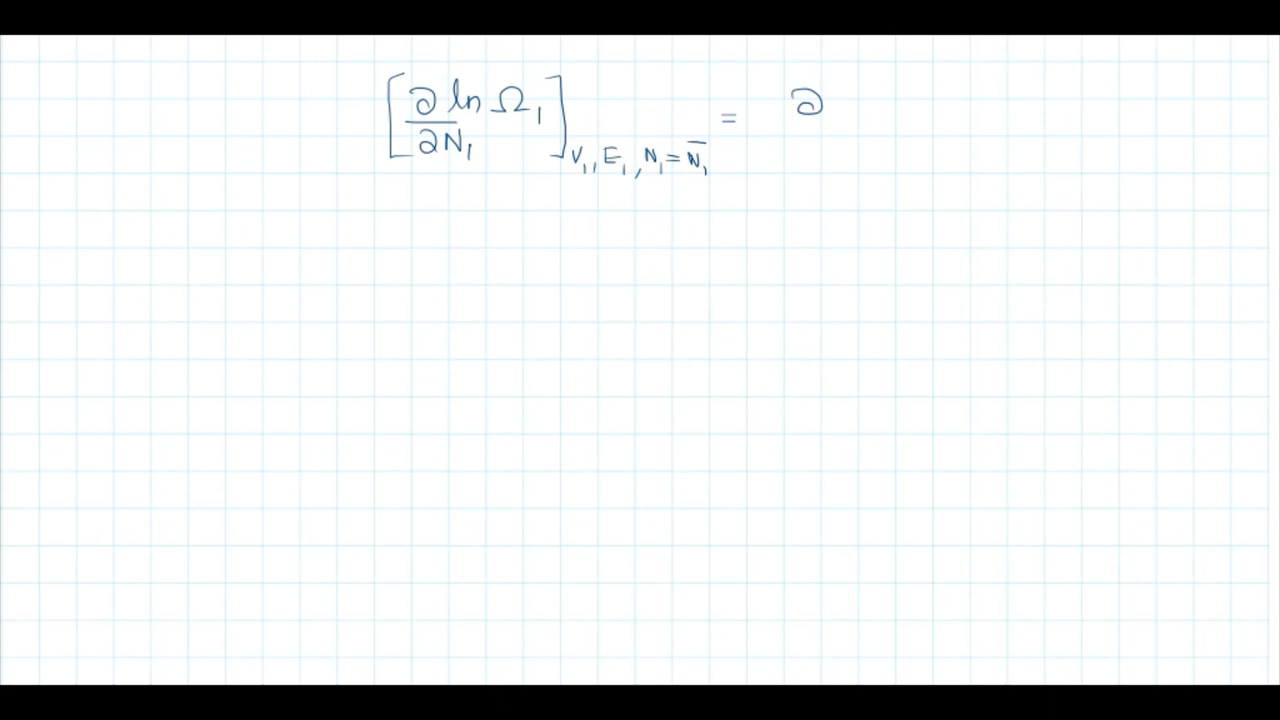 [∂ ln Ω₁ / ∂N₁]_{V₁, E₁, N₁ = N̄₁} = ∂